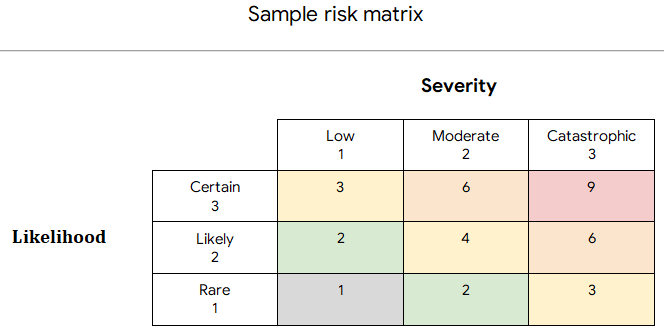 Sample risk matrix
Severity
Low Moderate Catastrophic
1 2 3
Certain 3 6 9
3
Likelihood Likely 2 4 6
2
Rare 1 2 3
1